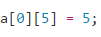 a[0][5] = 5;